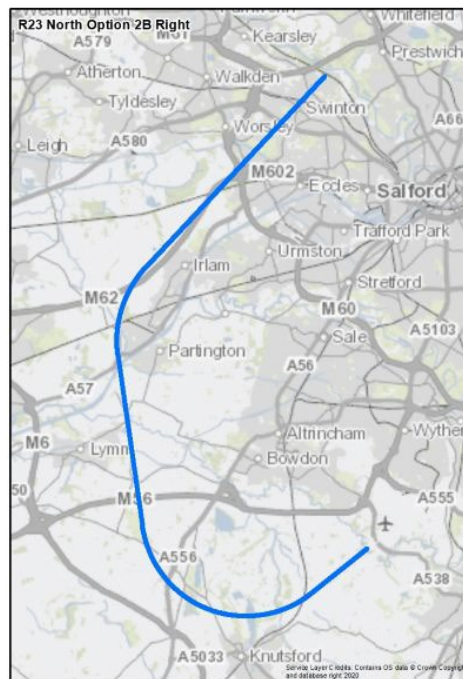 R23 North Option 2B Right
Kearsley
Whitefield
A579
Prestwich
Atherton
Walkden
Tyldesley
Swinton
A66
Worsley
A580
Leigh
M602
Eccles
Salford
Trafford Park
Urmston
Irlam
Stretford
M62
M60
A5103
Sale
Partington
A56
A57
M6
Altrincham
Wythe
Lymm
Bowdon
50
M56
A555
A556
A538
Knutsford
A5033
Service Layer Credits: Contains OS data © Crown Copyright
and database right 2020